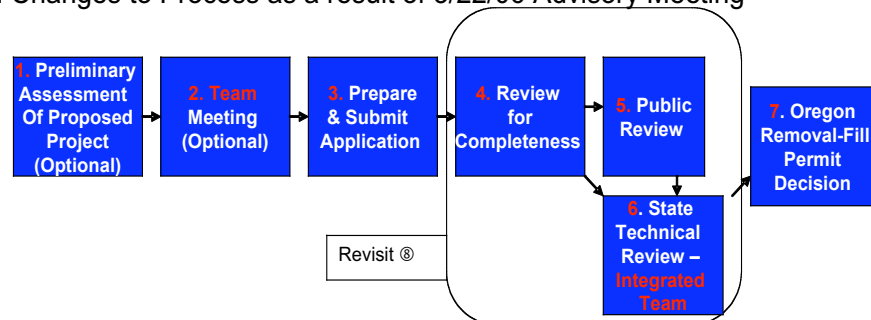 Changes to Process as a result of 3/22/06 Advisory Meeting
1. Preliminary
Assessment
Of Proposed
Project
(Optional)
2. Team
Meeting
(Optional)
3. Prepare
& Submit
Application
4. Review
for
Completeness
5. Public
Review
6. State
Technical
Review –
Integrated
Team
7. Oregon
Removal-Fill
Permit
Decision
Revisit ⑧